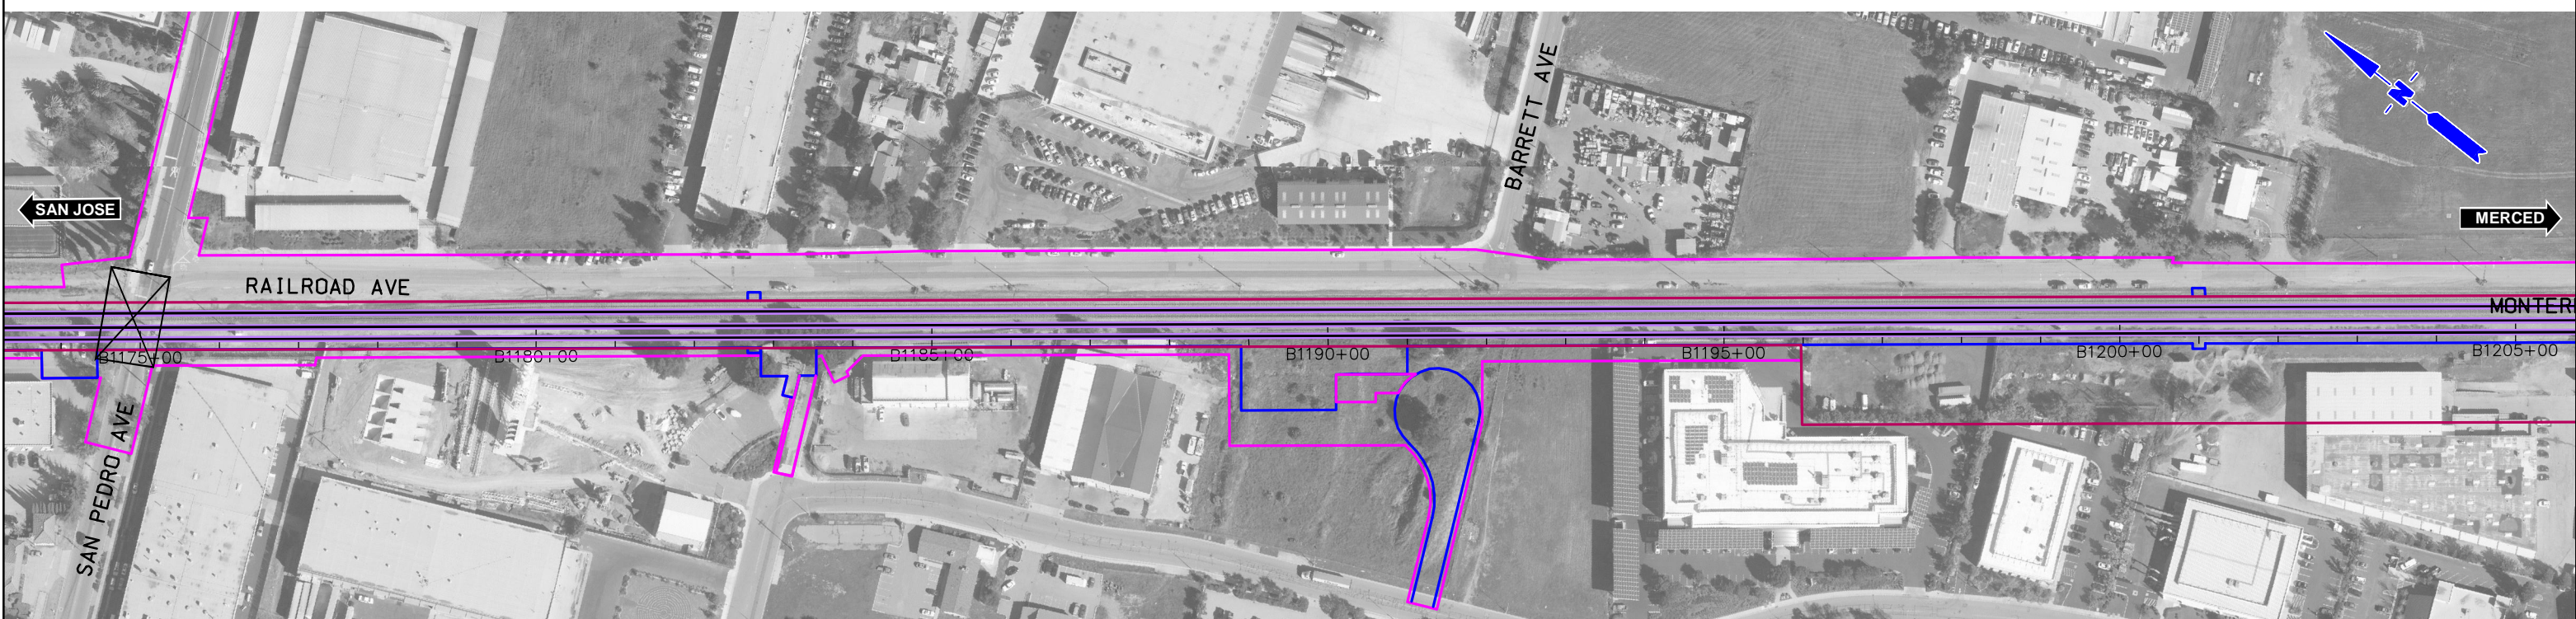 BARRETT AVE
SAN JOSE
MERCED
N
RAILROAD AVE
MONTER
B1175+00
B1180+00
B1185+00
B1190+00
B1195+00
B1200+00
B1205+00
SAN PEDRO AVE